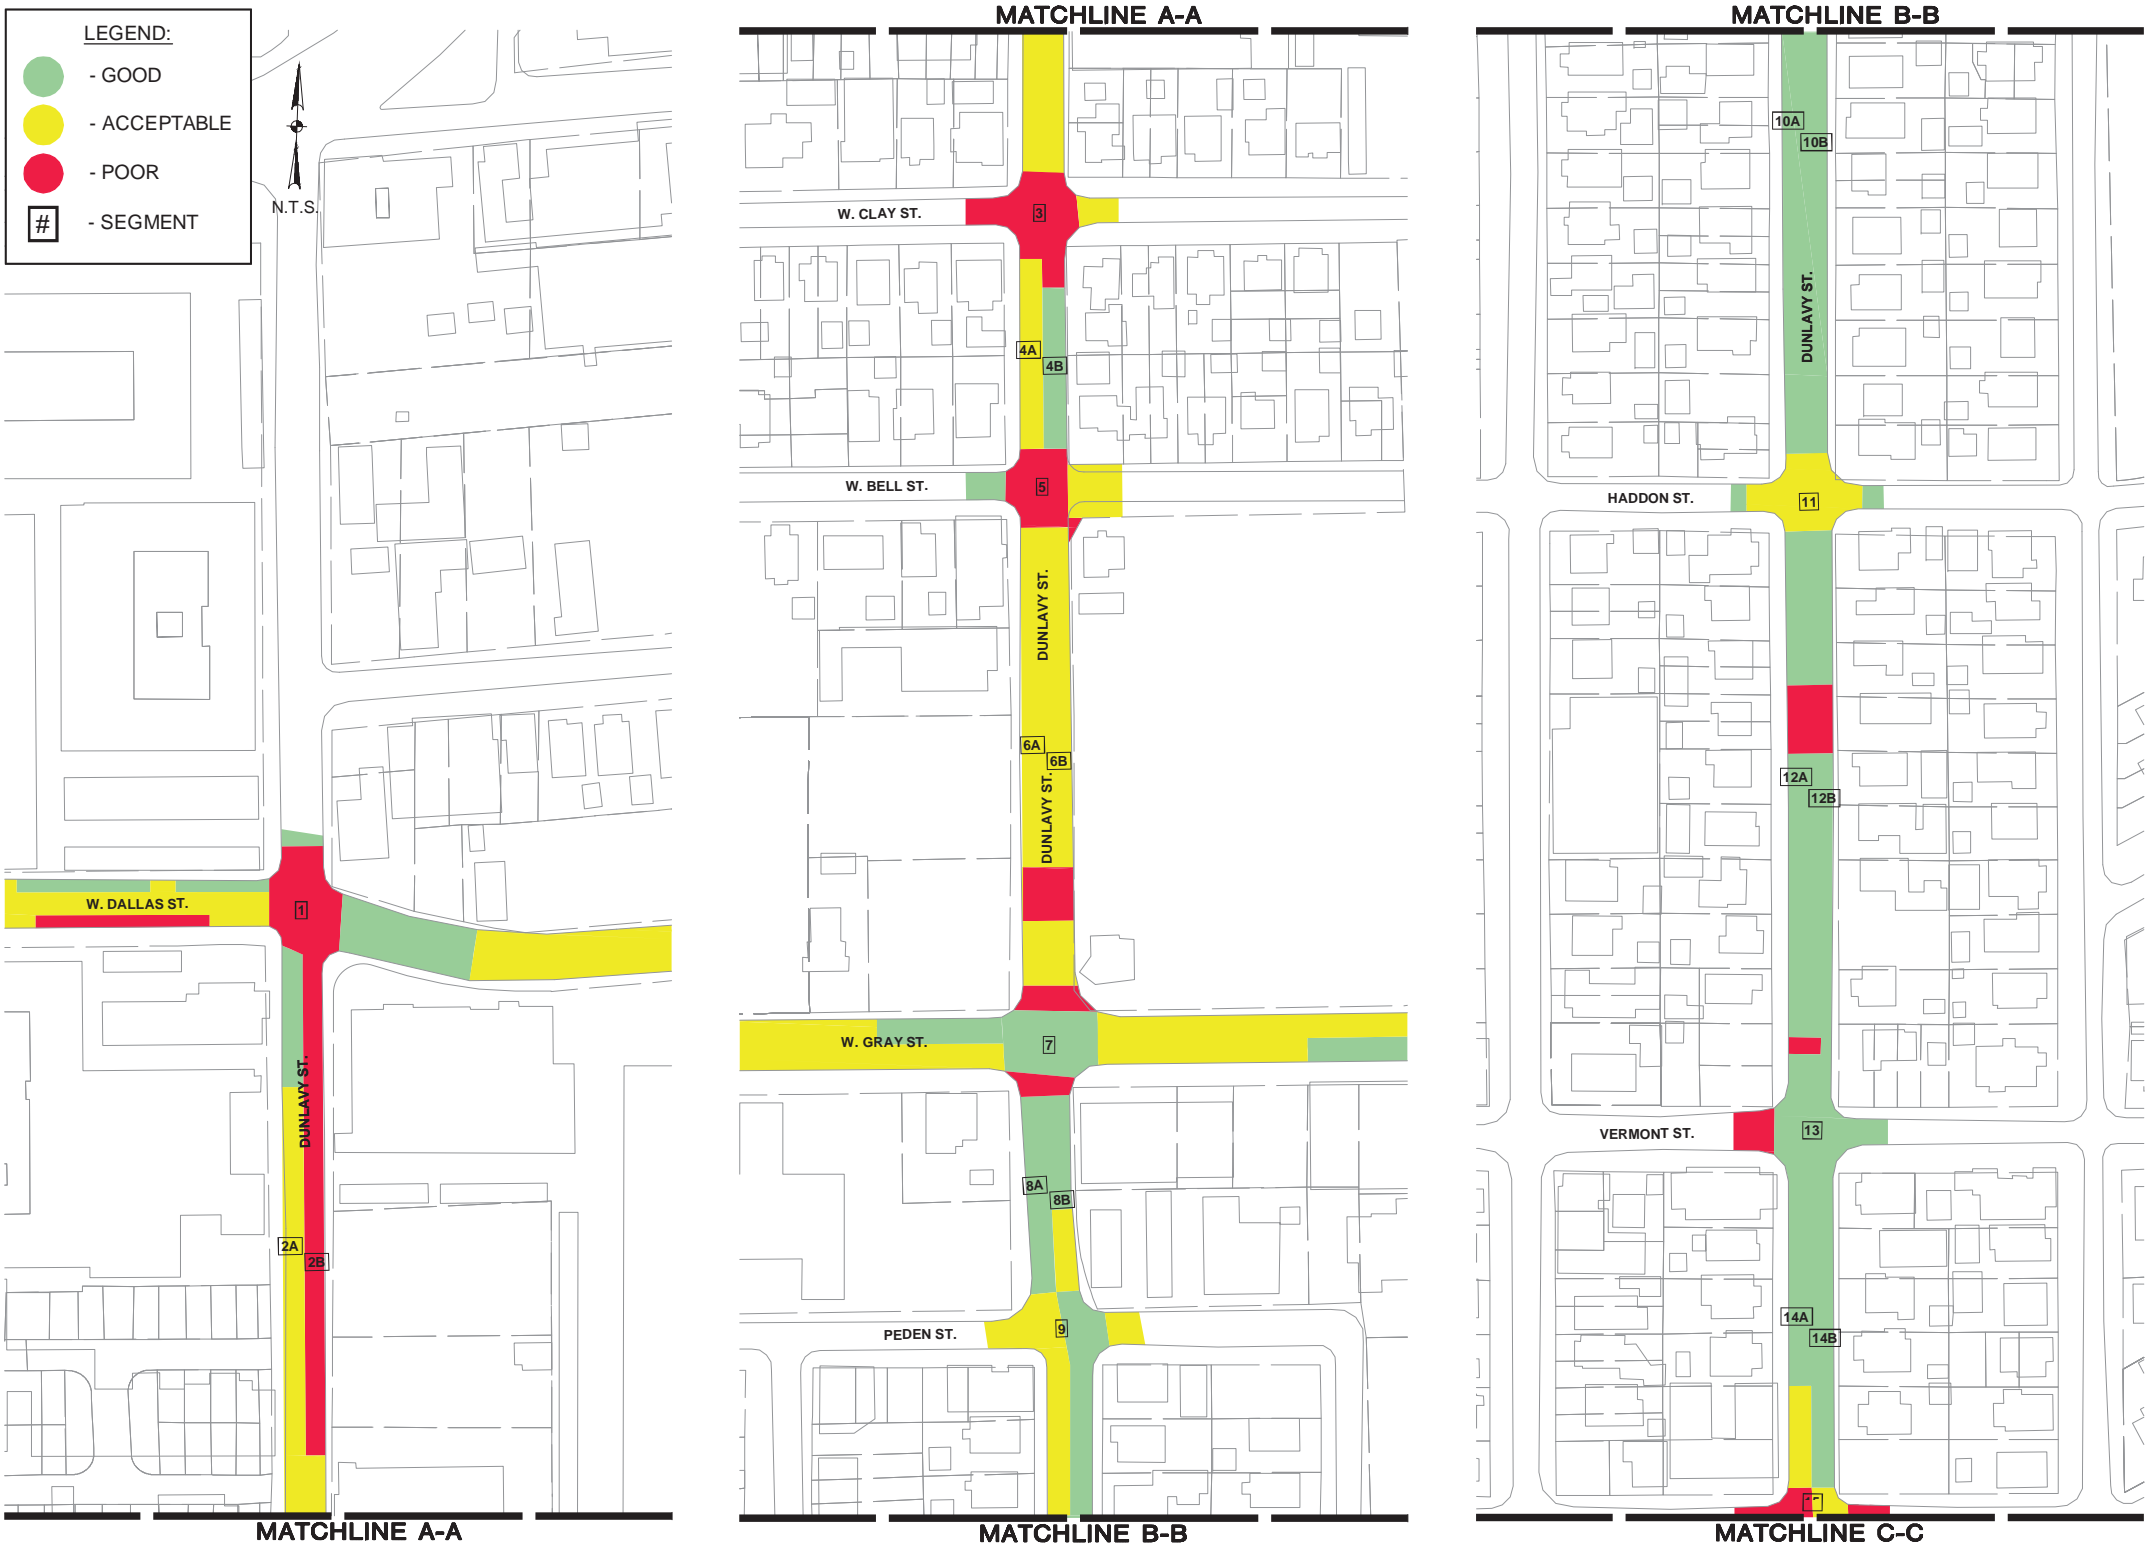 LEGEND:
- GOOD
- ACCEPTABLE
- POOR
# - SEGMENT
N.T.S.
W. DALLAS ST.
1
DUNLAVY ST.
2A
2B
MATCHLINE A-A
MATCHLINE A-A
W. CLAY ST.
3
4A
4B
W. BELL ST.
5
DUNLAVY ST.
6A
6B
DUNLAVY ST.
W. GRAY ST.
7
8A
8B
PEDEN ST.
9
MATCHLINE B-B
MATCHLINE B-B
10A
10B
DUNLAVY ST.
HADDON ST.
11
12A
12B
VERMONT ST.
13
14A
14B
MATCHLINE C-C